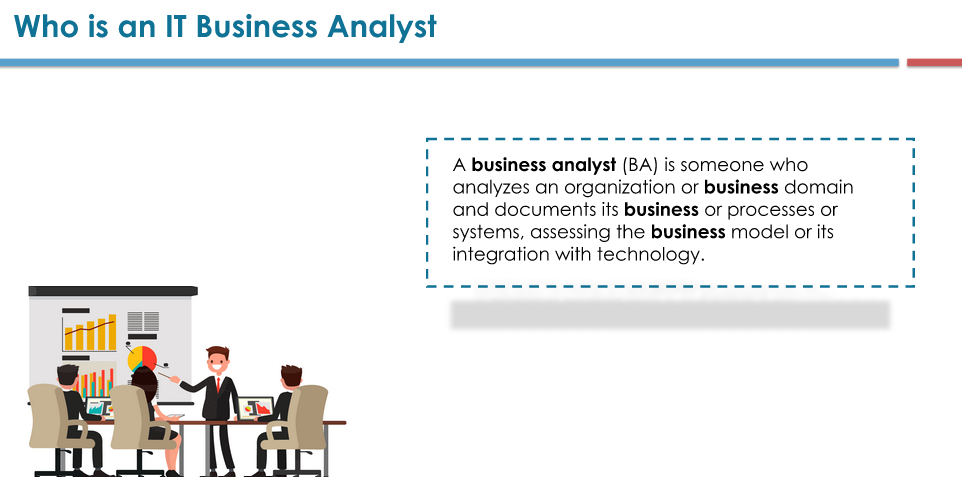 Who is an IT Business Analyst
A business analyst (BA) is someone who
analyzes an organization or business domain
and documents its business or processes or
systems, assessing the business model or its
integration with technology.